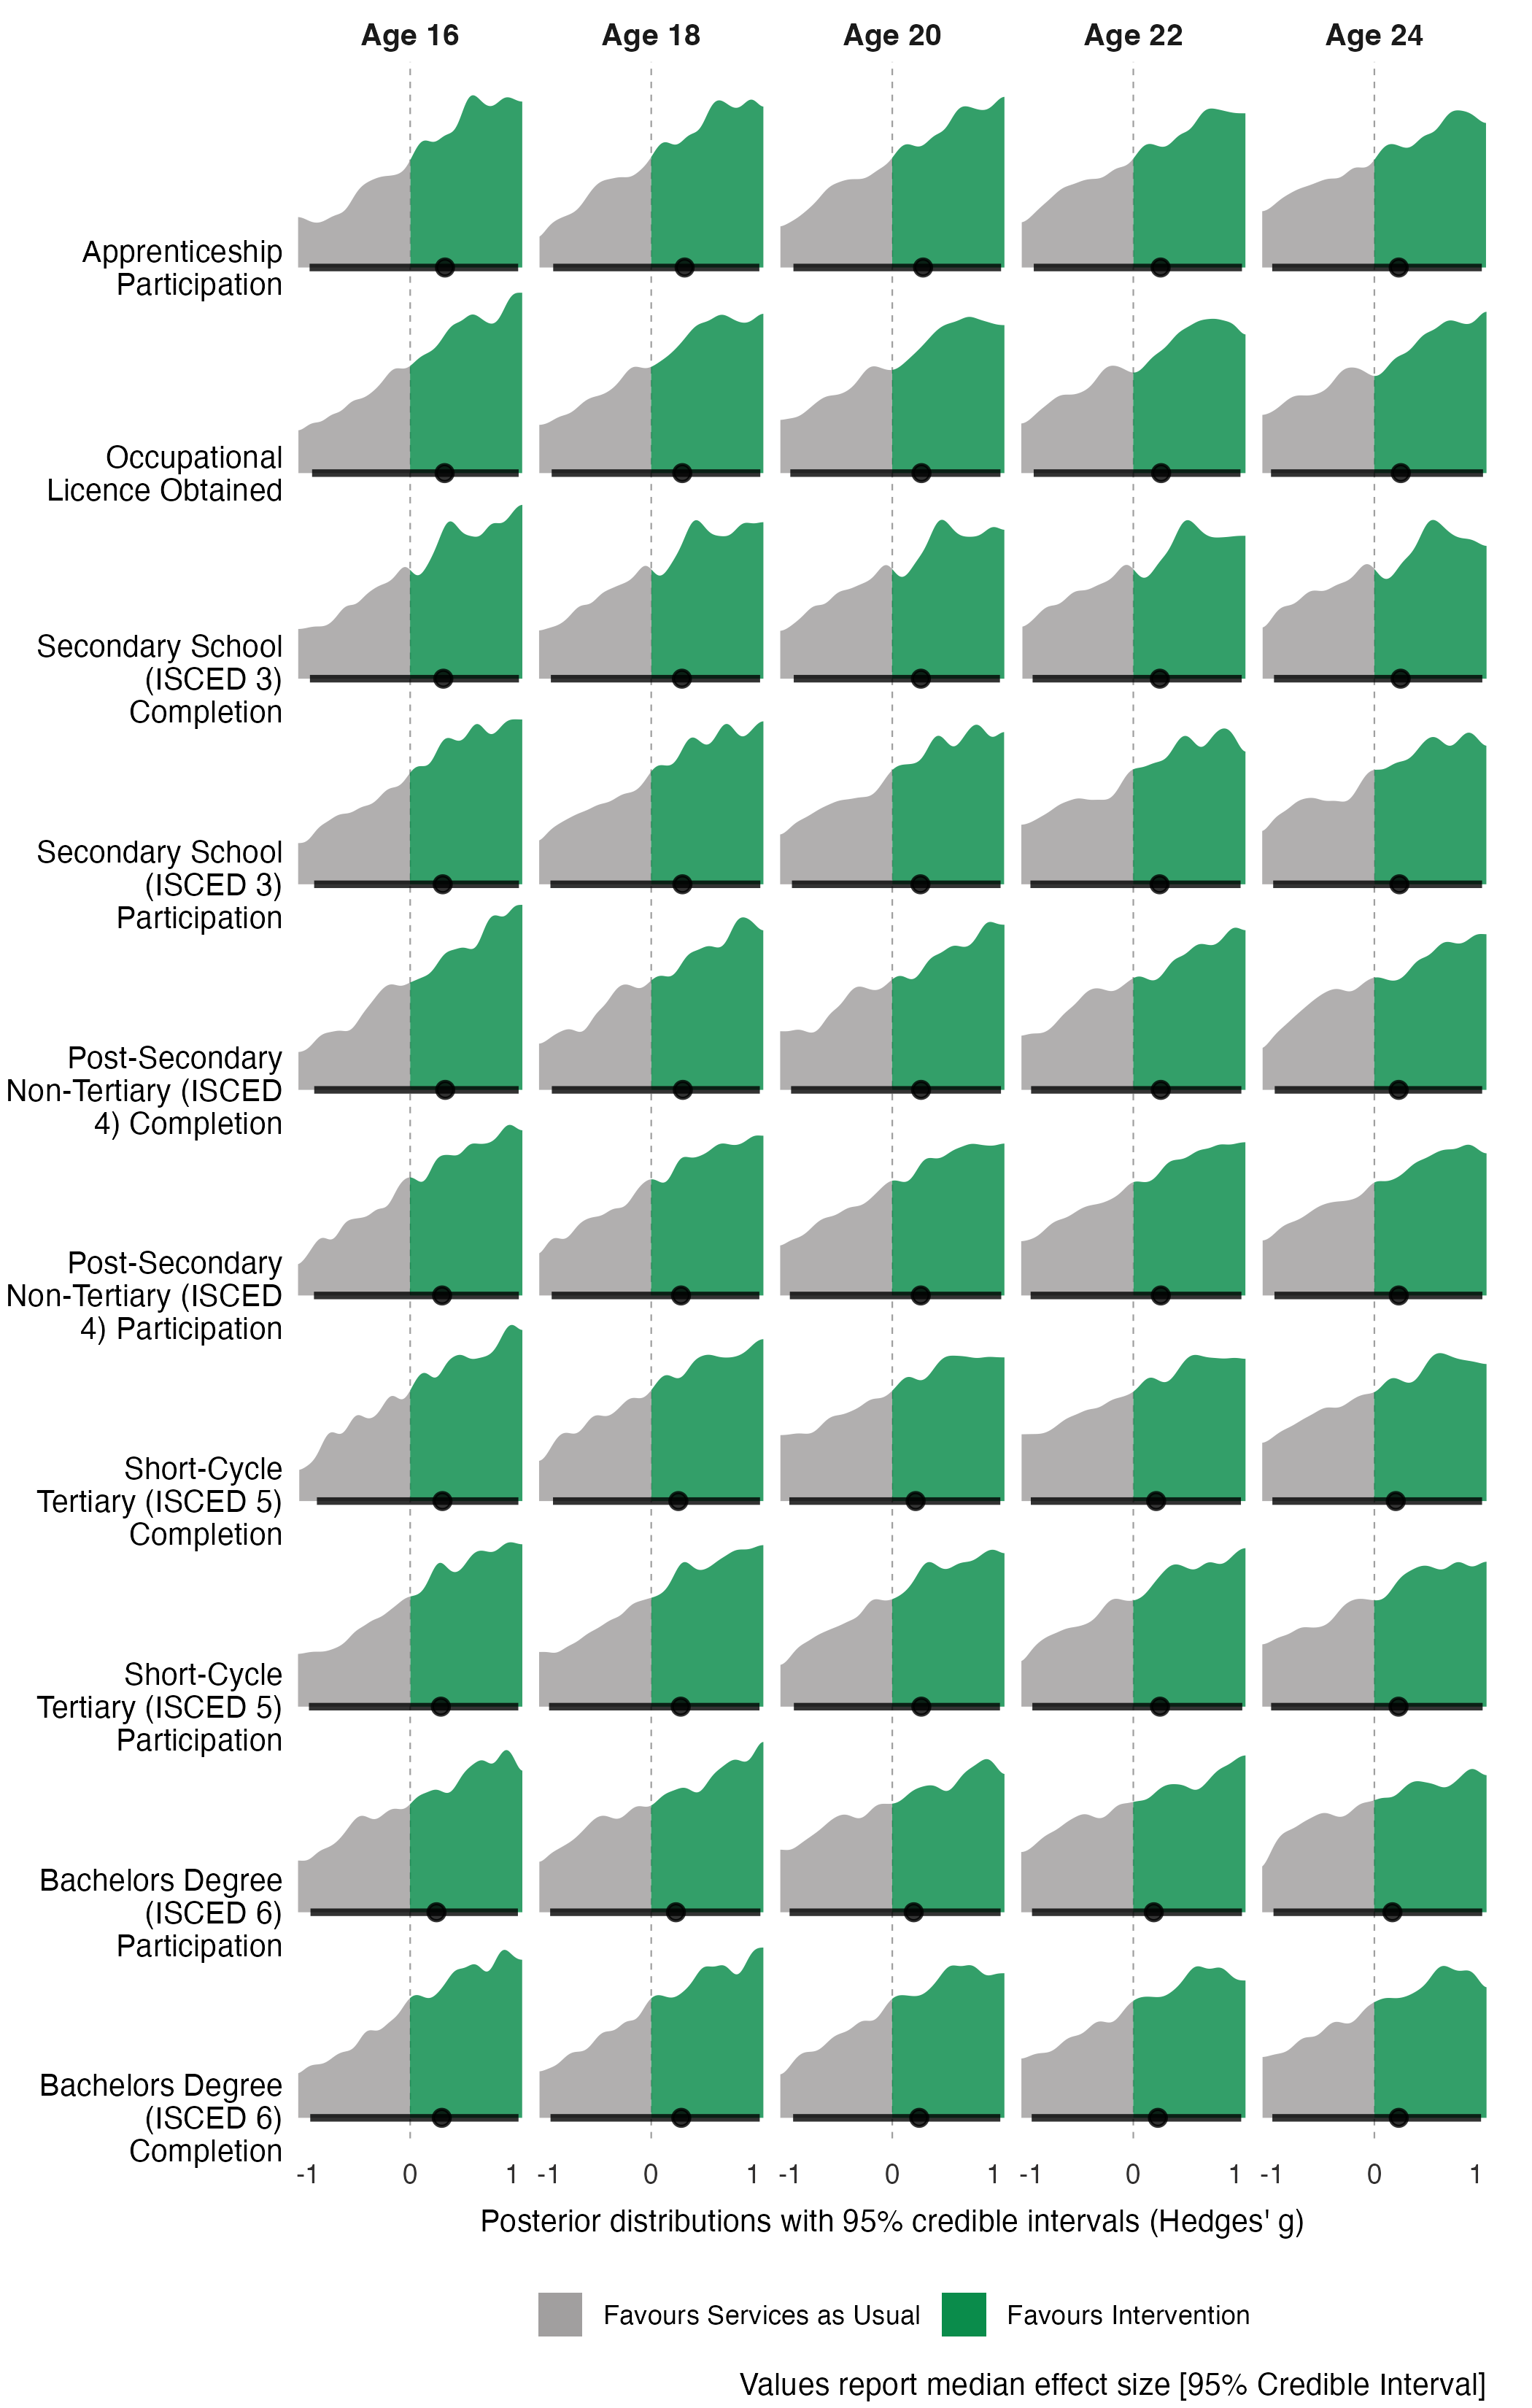 Age 16 Age 18 Age 20 Age 22 Age 24
Apprenticeship
Participation
Occupational
Licence Obtained
Secondary School
(ISCED 3)
Completion
Secondary School
(ISCED 3)
Participation
Post-Secondary
Non-Tertiary (ISCED
4) Completion
Post-Secondary
Non-Tertiary (ISCED
4) Participation
Short-Cycle
Tertiary (ISCED 5)
Completion
Short-Cycle
Tertiary (ISCED 5)
Participation
Bachelors Degree
(ISCED 6)
Participation
Bachelors Degree
(ISCED 6)
Completion
-1 0 1 -1 0 1 -1 0 1 -1 0 1 -1 0 1
Posterior distributions with 95% credible intervals (Hedges' g)
Favours Services as Usual Favours Intervention
Values report median effect size [95% Credible Interval]